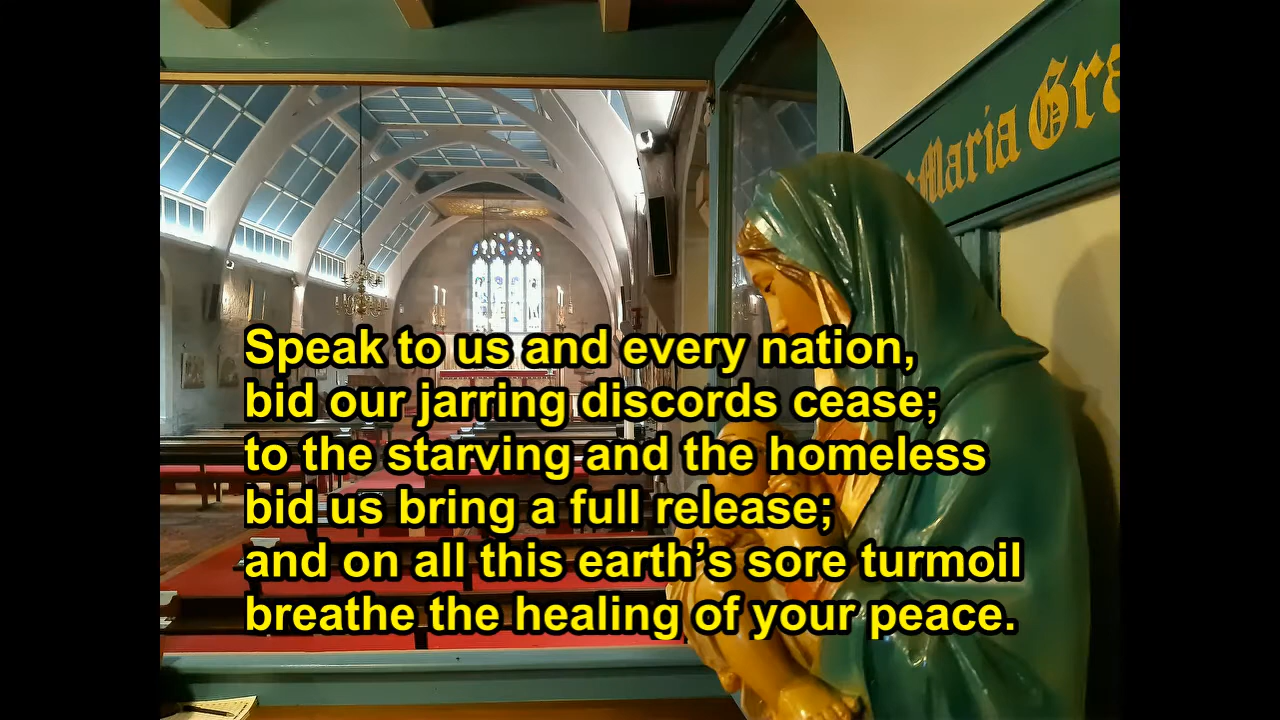 Maria Gra
Speak to us and every nation,
bid our jarring discords cease;
to the starving and the homeless
bid us bring a full release;
and on all this earth’s sore turmoil
breathe the healing of your peace.